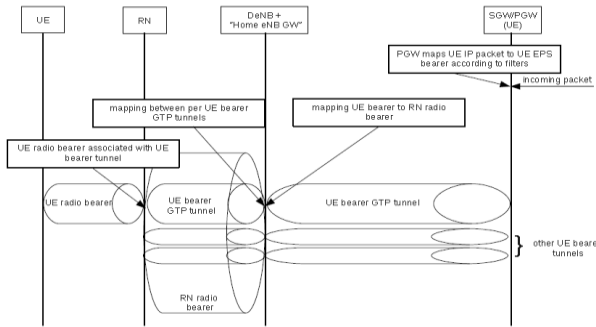 UE
RN
DeNB +
"Home eNB GW"
SGW/PGW
(UE)
PGW maps UE IP packet to UE EPS
bearer according to filters
incoming packet
mapping between per UE bearer
GTP tunnels
mapping UE bearer to RN radio
bearer
UE radio bearer associated with UE
bearer tunnel
UE radio bearer
UE bearer
GTP tunnel
UE bearer GTP tunnel
other UE beare
tunnels
RN radio
bearer